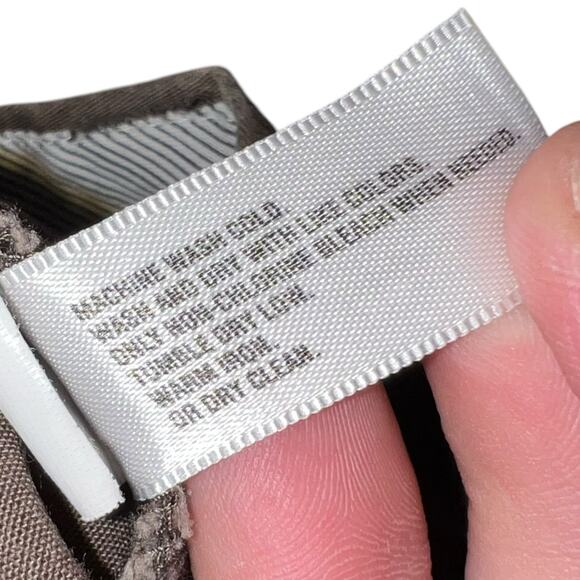 MACHINE WASH COLD
WASH AND DRY WITH LIKE COLORS
ONLY NON-CHLORINE BLEACH WHEN NEEDED.
TUMBLE DRY LOW.
WARM IRON.
OR DRY CLEAN.